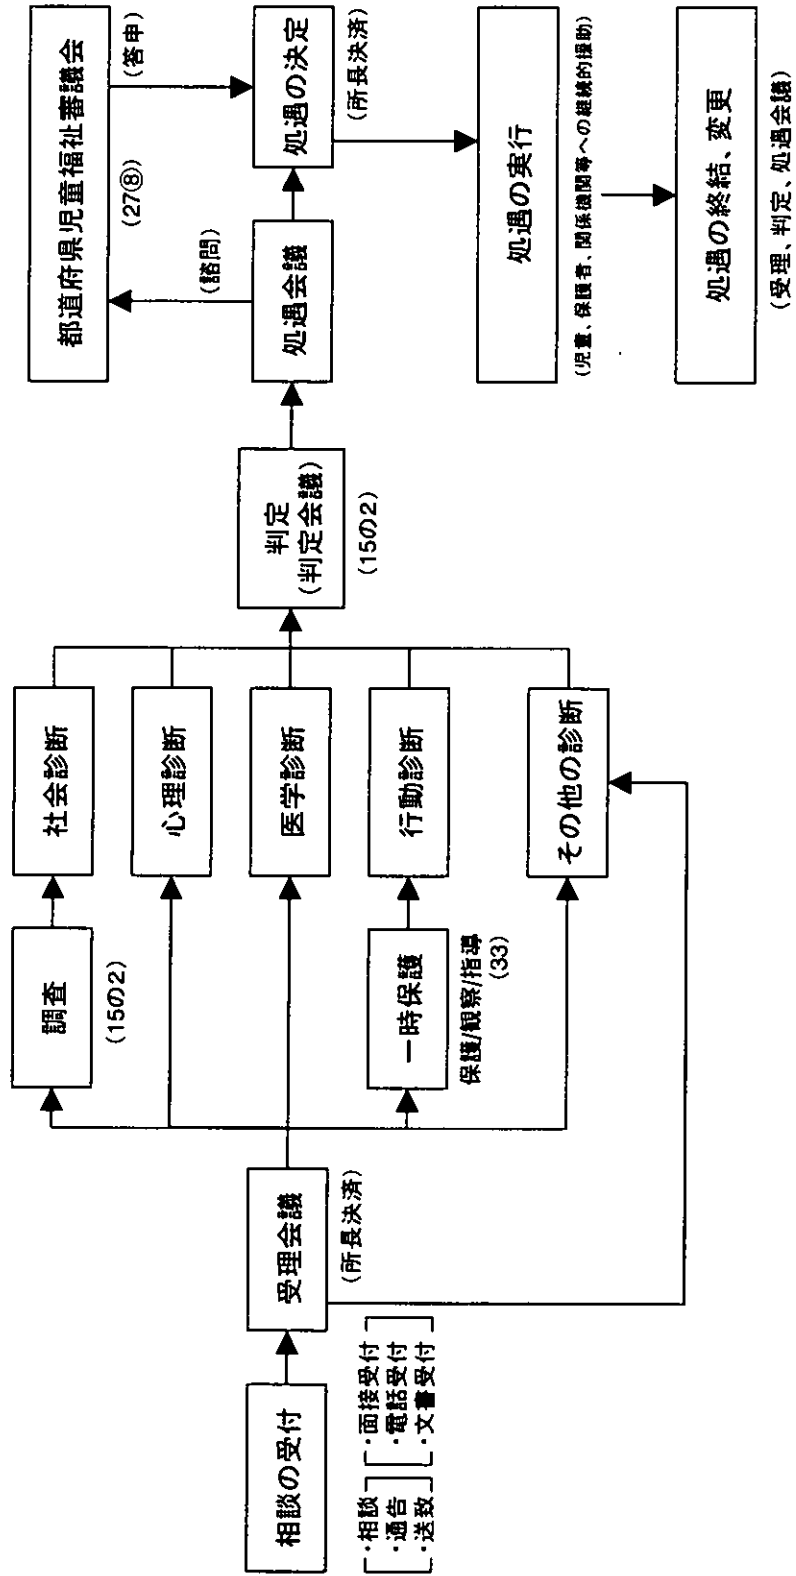 相談の受付
・相談
・通告
・送致
・面接受付
・電話受付
・文書受付
受理会議
(所長決済)
調査
(15の2)
社会診断
心理診断
医学診断
一時保護
保護/観察/指導
(33)
行動診断
その他の診断
判定
(判定会議)
(15の2)
処遇会議
(諮問)
都道府県児童福祉審議会
(27⑧)
(答申)
処遇の決定
(所長決済)
処遇の実行
(児童、保護者、関係機関等への継続的援助)
処遇の終結、変更
(受理、判定、処遇会議)